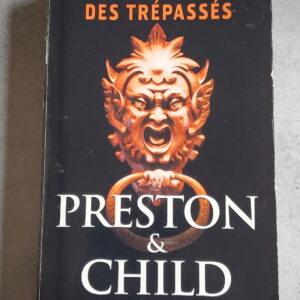 DES TRÉPASSÉS
PRESTON
&
CHILD